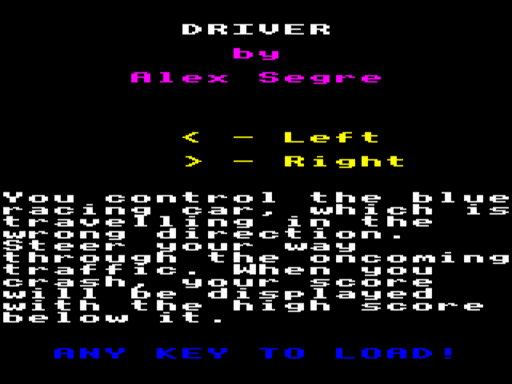 DRIVER
by
Alex Segre
< - Left
> - Right
You control the blue
racing car, which is
travelling in the
wrong direction.
Steer your way
through the oncoming
traffic. When you
crash, your score
will be displayed
with the high score
below it.
ANY KEY TO LOAD!